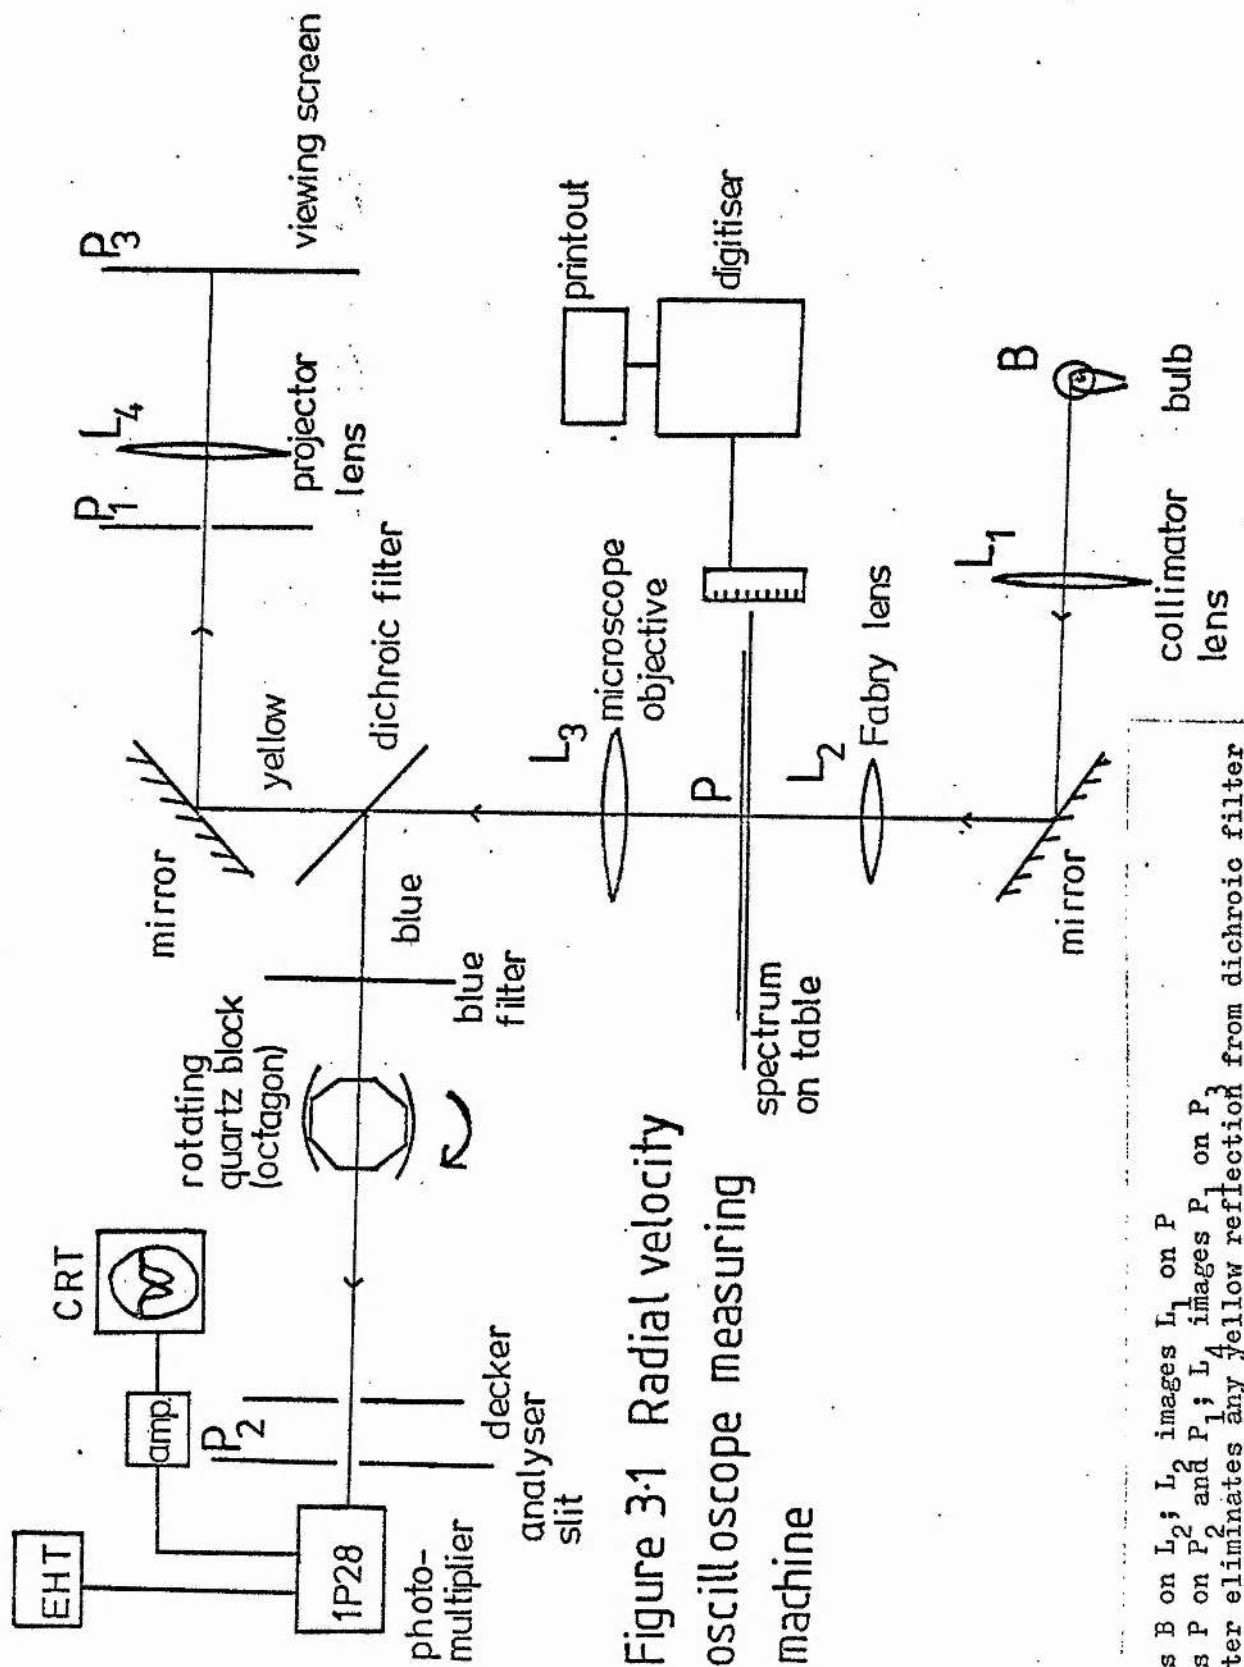 EHT
1P28
photo-
multiplier
amp.
CRT
P2
decker
analyser
slit
rotating
quartz block
(octagon)
blue
filter
blue
mirror
yellow
dichroic filter
P1
L4
projector
lens
P3
viewing screen
L3
microscope
objective
P
spectrum
on table
L2
Fabry lens
printout
digitiser
mirror
L1
collimator
lens
B
bulb
Figure 3·1 Radial velocity
oscilloscope measuring
machine
s B on L2; L2 images L1 on P
s P on P2 and P1; L4 images P1 on P3
ter eliminates any yellow reflection from dichroic filter